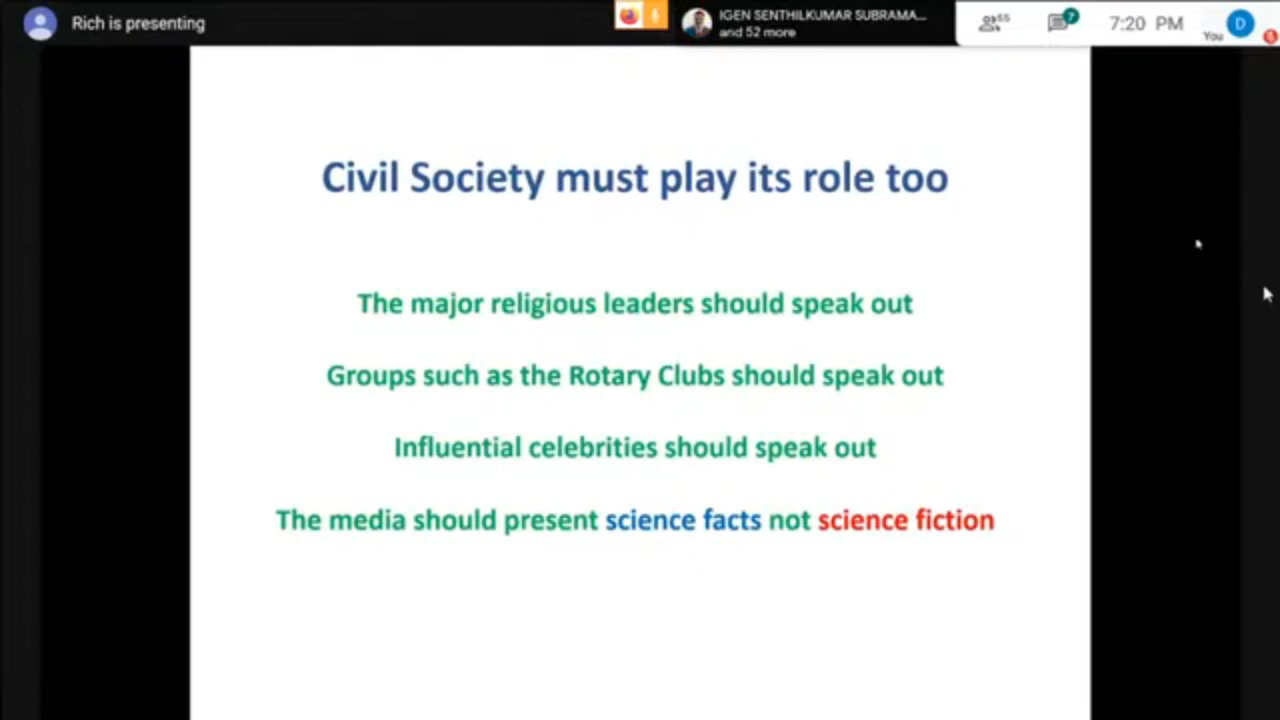 Rich is presenting
IGEN SENTHILKUMAR SUBRAMA...
and 52 more
55
7
7:20 PM
You
D
Civil Society must play its role too
The major religious leaders should speak out
Groups such as the Rotary Clubs should speak out
Influential celebrities should speak out
The media should present science facts not science fiction